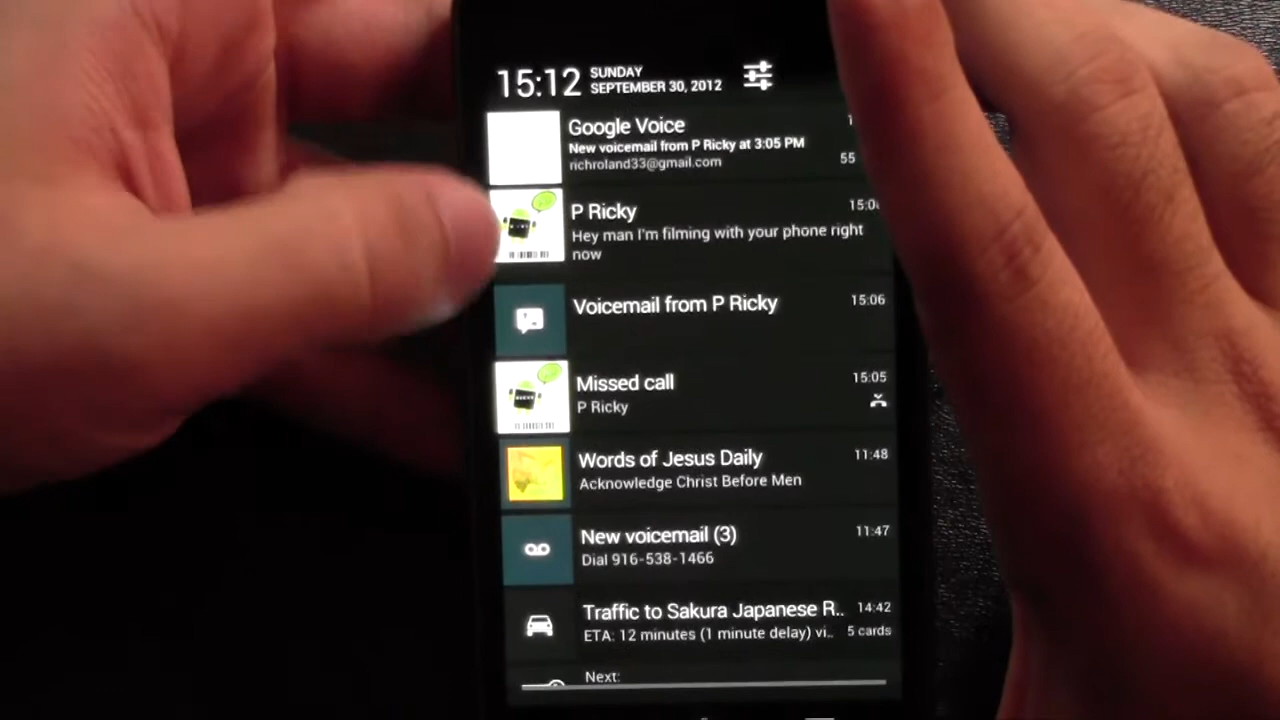 15:12 SUNDAY
SEPTEMBER 30, 2012
Google Voice
New voicemail from P Ricky at 3:05 PM
richroland33@gmail.com 55
P Ricky
Hey man I'm filming with your phone right
now
Voicemail from P Ricky 15:06
Missed call 15:05
P Ricky
Words of Jesus Daily 11:48
Acknowledge Christ Before Men
New voicemail (3) 11:47
Dial 916-538-1466
Traffic to Sakura Japanese R.. 14:42
ETA: 12 minutes (1 minute delay) vi.. 5 cards
Next: